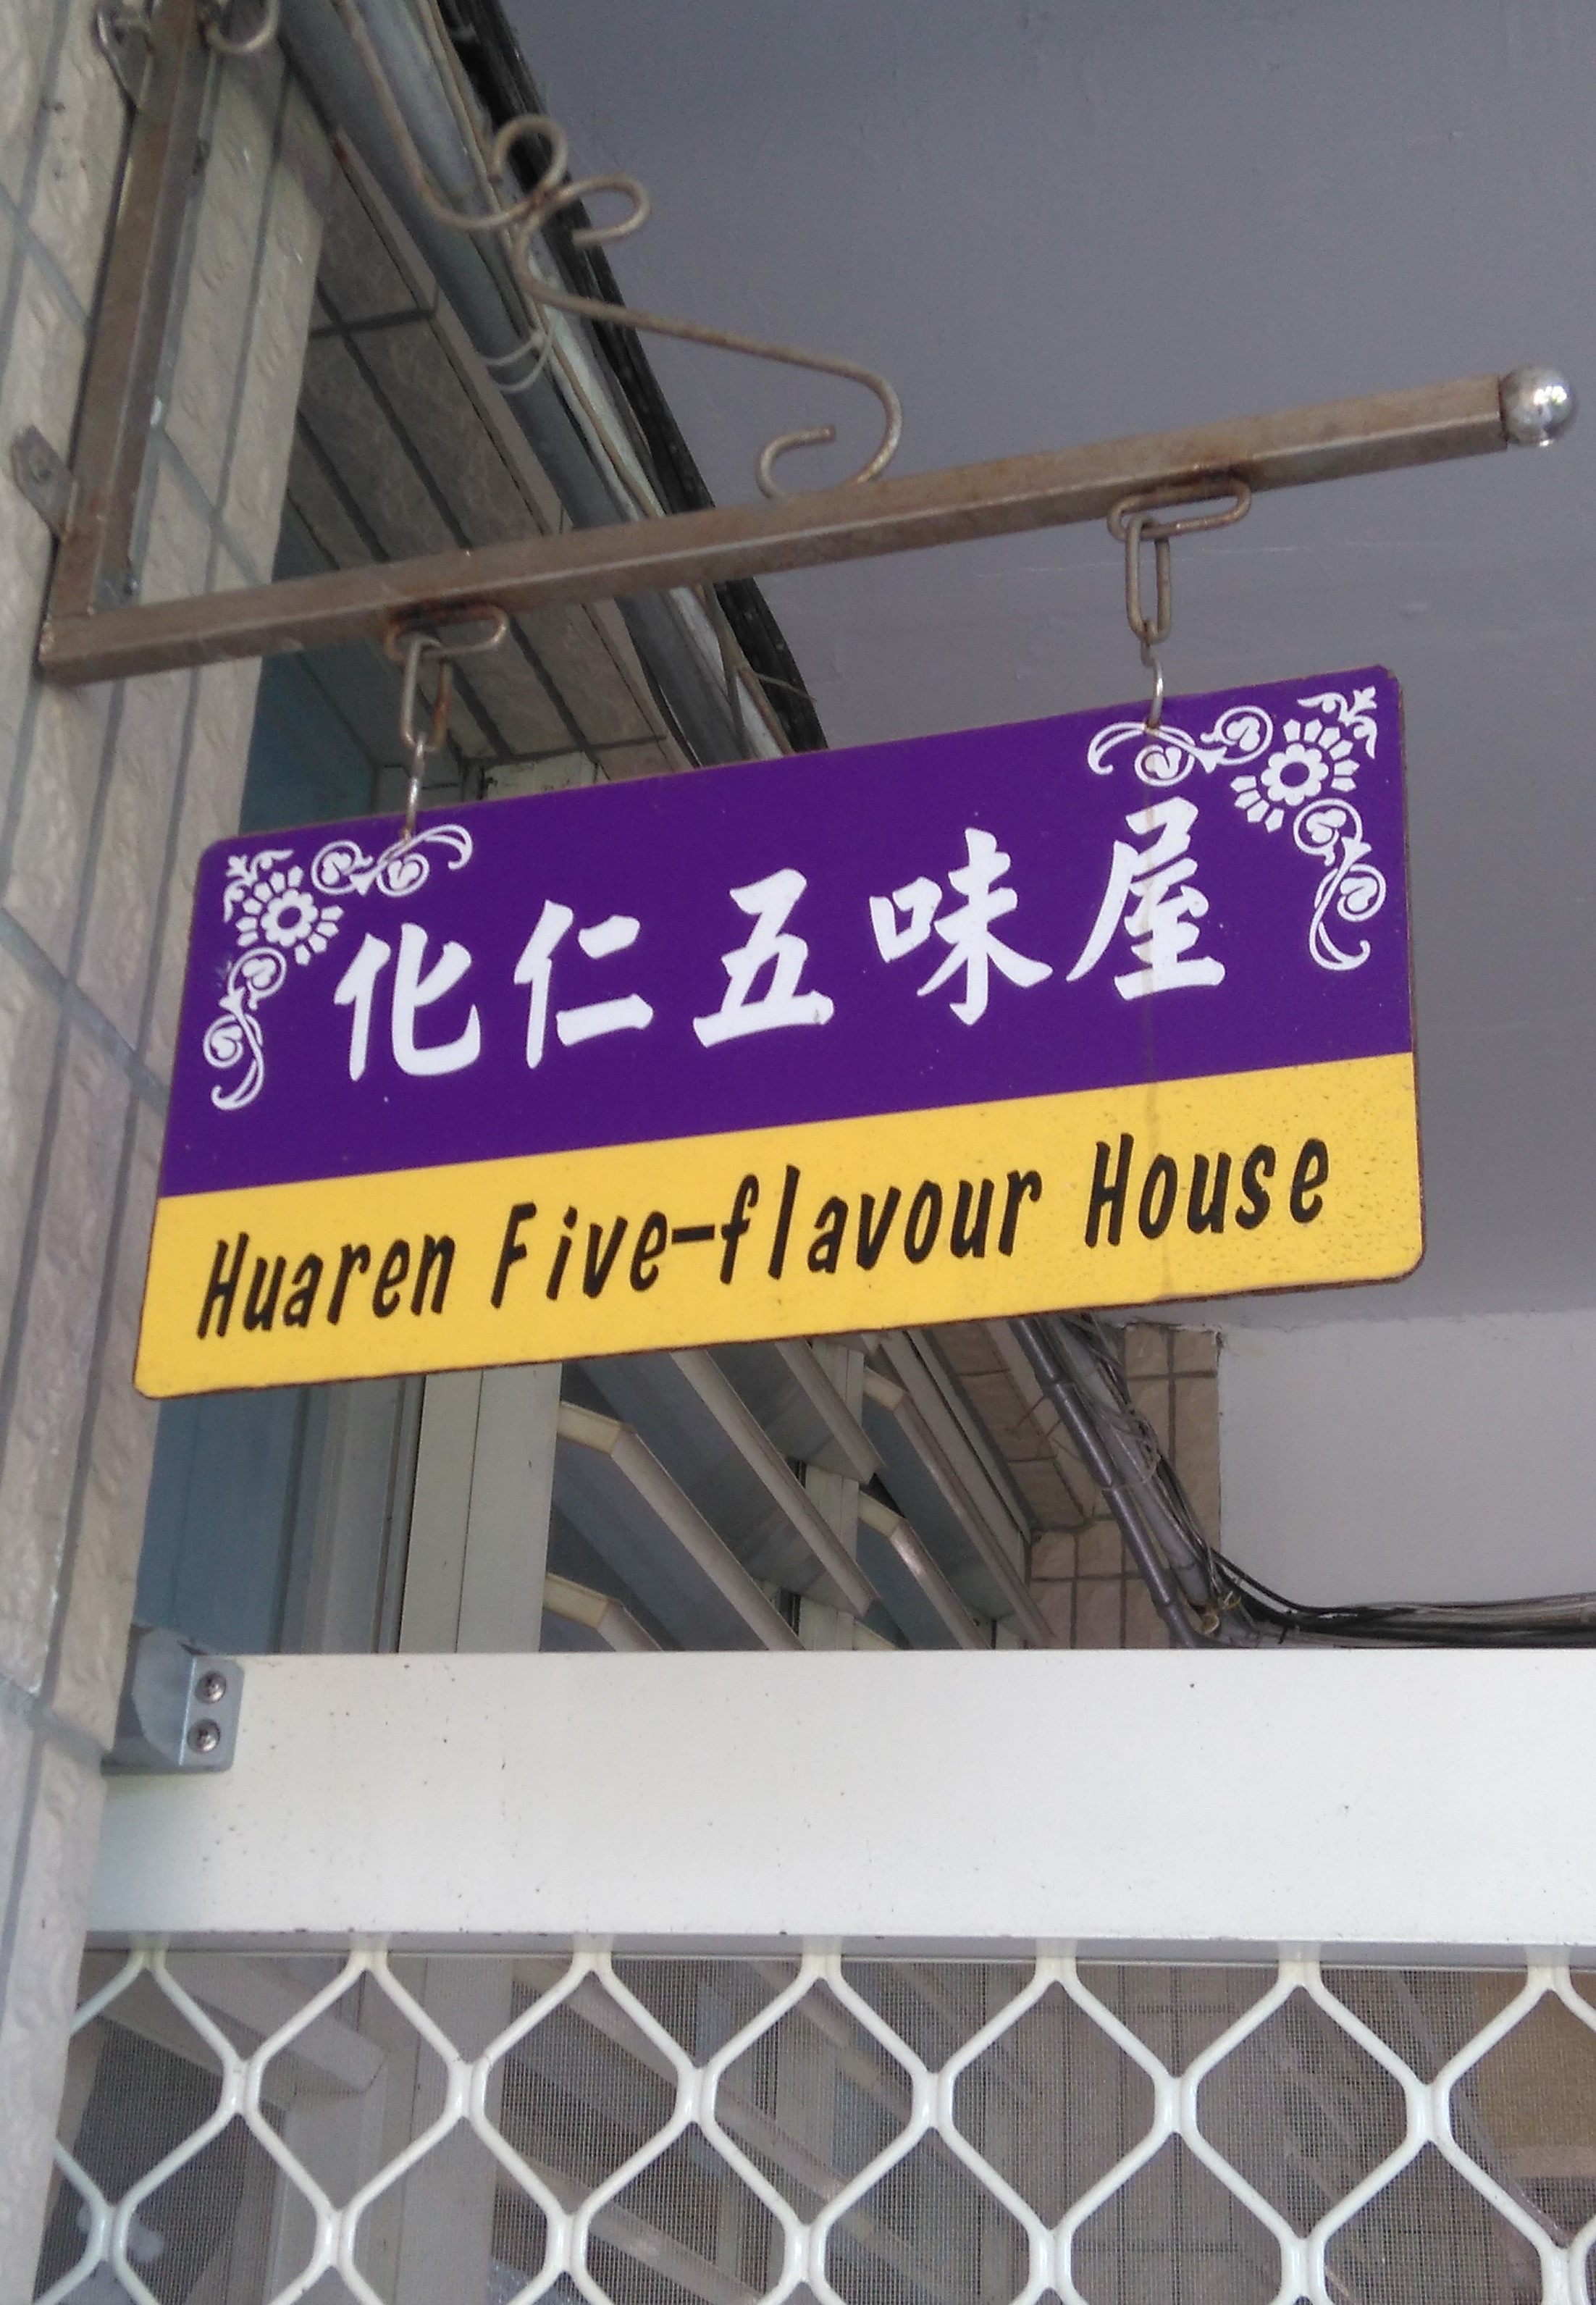 化仁五味屋
Huaren Five-flavour House